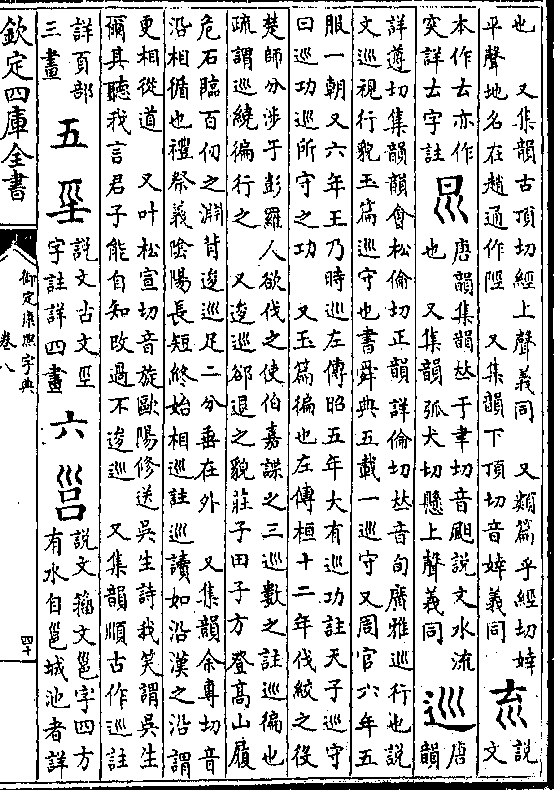 也　又集韻古頂切經上聲義同　又類篇乎經切婞
平聲地名在趙通作陘　又集韻下頂切音婞義同
㐬
說
文
本作𠫓亦作
突詳𠫓字註
唐韻集韻𠀤于聿切音颶說文水流
也　又集韻弧犬切懸上聲義同
巡
唐
韻
詳遵切集韻韻會松倫切正韻詳倫切𠀤音旬廣雅巡行也說
文巡視行貌玉篇巡守也書舜典五載一巡守又周官六年五
服一朝又六年王乃時巡左傳昭五年大有巡功註天子巡守
曰巡功巡所守之功　又玉篇徧也左傳桓十二年伐絞之役
楚師分涉于彭羅人欲伐之使伯嘉諜之三巡數之註巡徧也
疏謂巡繞徧行之　又逡巡卻退之貌莊子田子方登髙山履
危石臨百仞之淵背逡巡足二分垂在外　又集韻余專切音
沿相循也禮祭義隂陽長短終始相巡註巡讀如沿漢之沿謂
更相從道　又叶松宣切音旋歐陽修送吳生詩我笑謂吳生
爾其聽我言君子能自知改過不逡巡　又集韻順古作巡註
詳頁部
三畫
五
說文古文坙
字註詳四畫
六
說文籀文邕字四方
有水自邕城池者詳
欽定四庫全書
御定康熙字典
卷八
四十